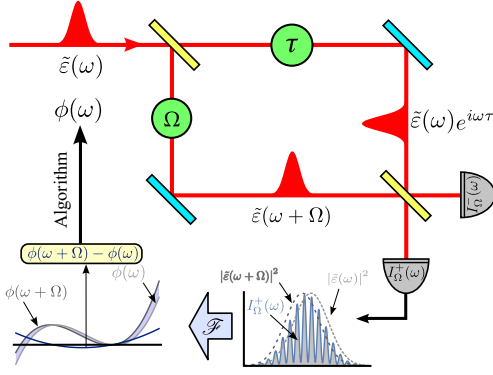 τ
ε̃(ω)
ϕ(ω)
Ω
ε̃(ω)e^{iωτ}
ε̃(ω + Ω)
I_Ω^-(ω)
Algorithm
ϕ(ω + Ω) − ϕ(ω)
I_Ω^+(ω)
ϕ(ω)
ϕ(ω + Ω)
|ε̃(ω + Ω)|²
|ε̃(ω)|²
I_Ω^+(ω)
ℱ